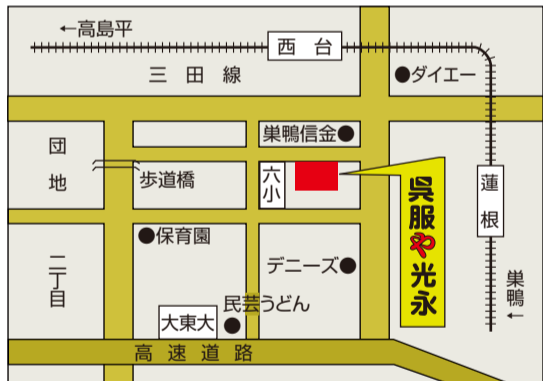 ←高島平
西台
三田線
ダイエー
巣鴨信金
団地
歩道橋
六小
呉服や光永
蓮根
保育園
デニーズ
二丁目
巣鴨←
民芸うどん
大東大
高速道路